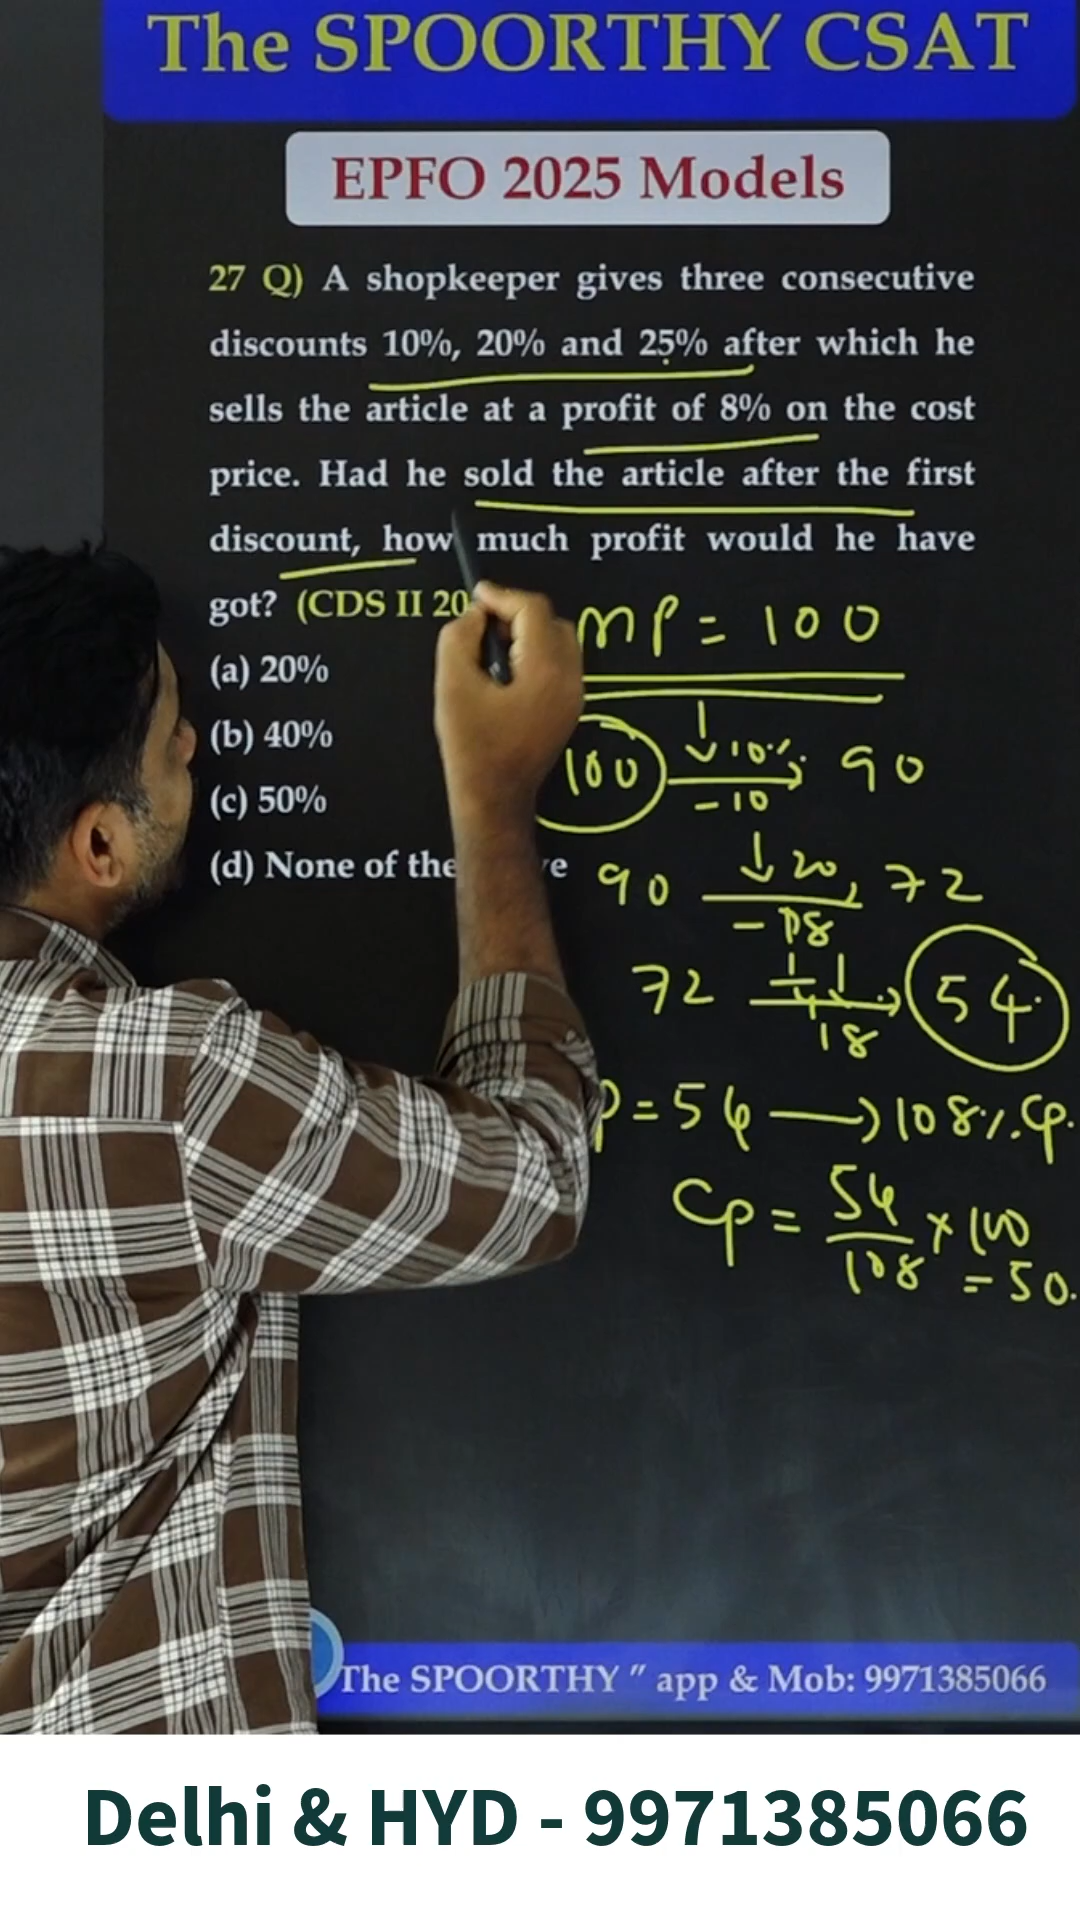 The SPOORTHY CSAT
EPFO 2025 Models
27 Q) A shopkeeper gives three consecutive
discounts 10%, 20% and 25% after which he
sells the article at a profit of 8% on the cost
price. Had he sold the article after the first
discount, how much profit would he have
got? (CDS II 20
MP = 100
(a) 20%
(b) 40%
100 ↓10% -10 → 90
(c) 50%
(d) None of the
90 ↓20 -18 → 72
72 18 → 54
P = 54 → 108% CP.
CP = 54/108 × 100
= 50.
The SPOORTHY " app & Mob: 9971385066
Delhi & HYD - 9971385066